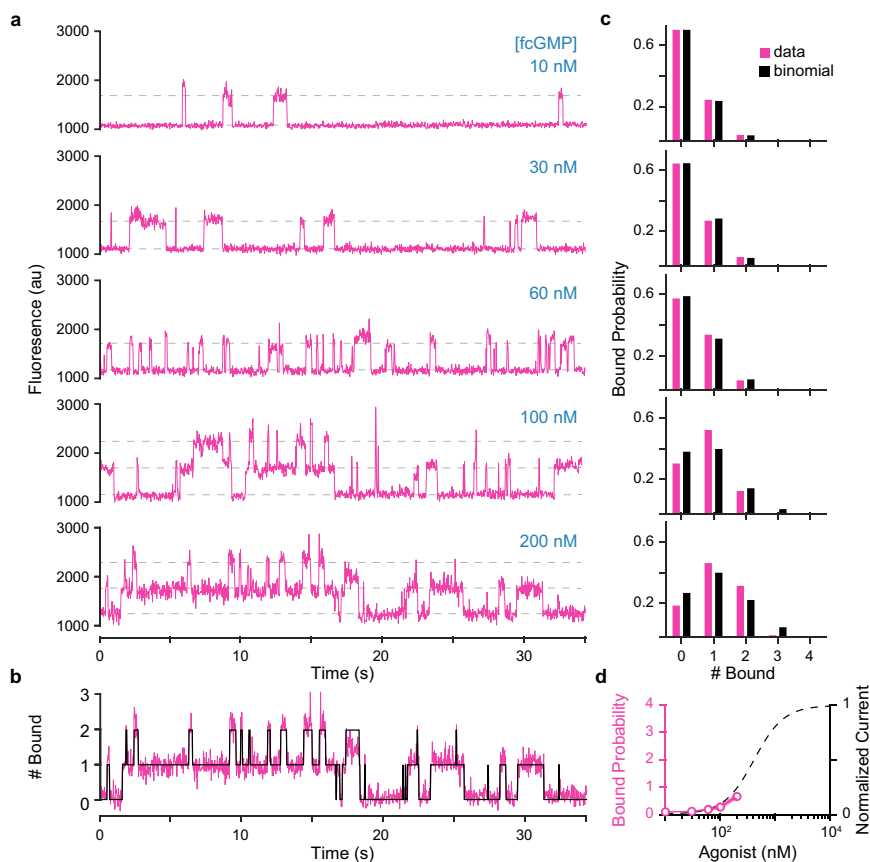 a
c
[fcGMP]
10 nM
3000
2000
1000
30 nM
3000
2000
1000
60 nM
3000
2000
1000
100 nM
3000
2000
1000
200 nM
3000
2000
1000
Fluoresence (au)
0 10 20 30
Time (s)
data
binomial
0.6
0.2
0.6
0.2
0.6
0.2
0.6
0.2
0.6
0.2
Bound Probability
0 1 2 3 4
# Bound
b
3
2
1
0
# Bound
0 10 20 30
Time (s)
d
4
3
2
1
0
Bound Probability
1
0
Normalized Current
10² 10⁴
Agonist (nM)